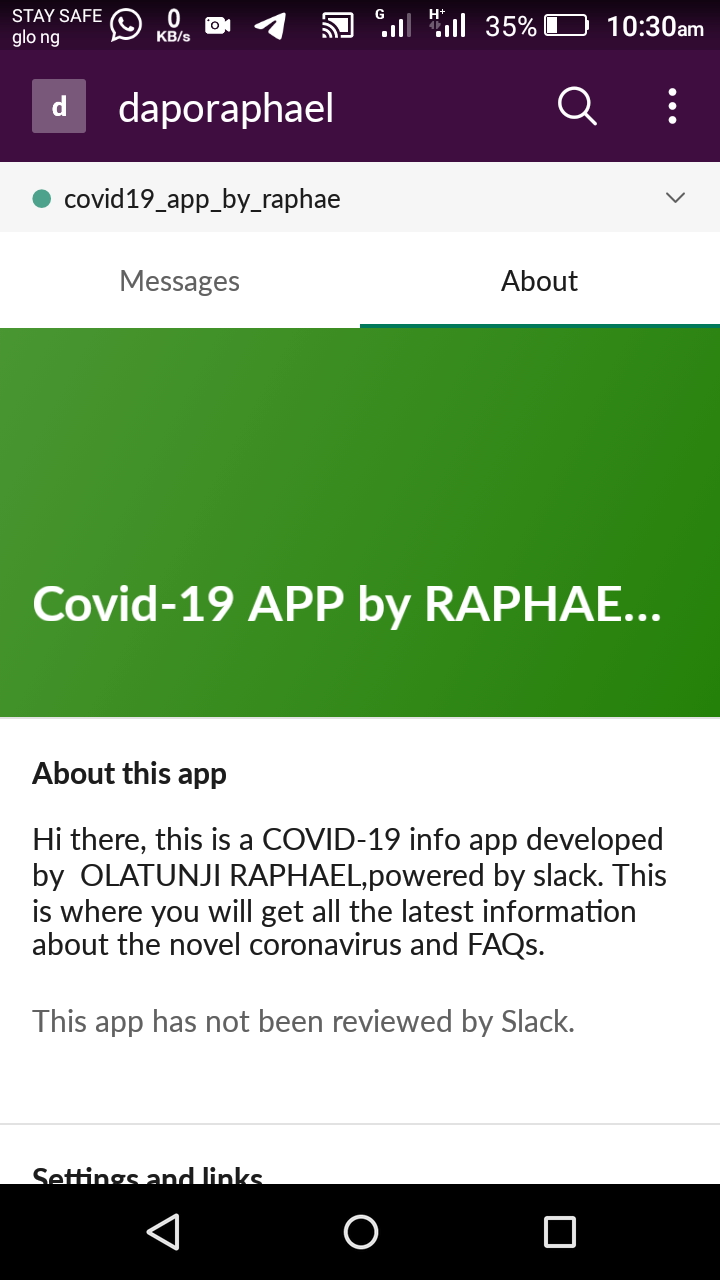 STAY SAFE
glo ng
0
KB/s
G
H+
35%
10:30am
d
daporaphael
covid19_app_by_raphae
Messages
About
Covid-19 APP by RAPHAE...
About this app
Hi there, this is a COVID-19 info app developed
by  OLATUNJI RAPHAEL,powered by slack. This
is where you will get all the latest information
about the novel coronavirus and FAQs.
This app has not been reviewed by Slack.
Settings and links